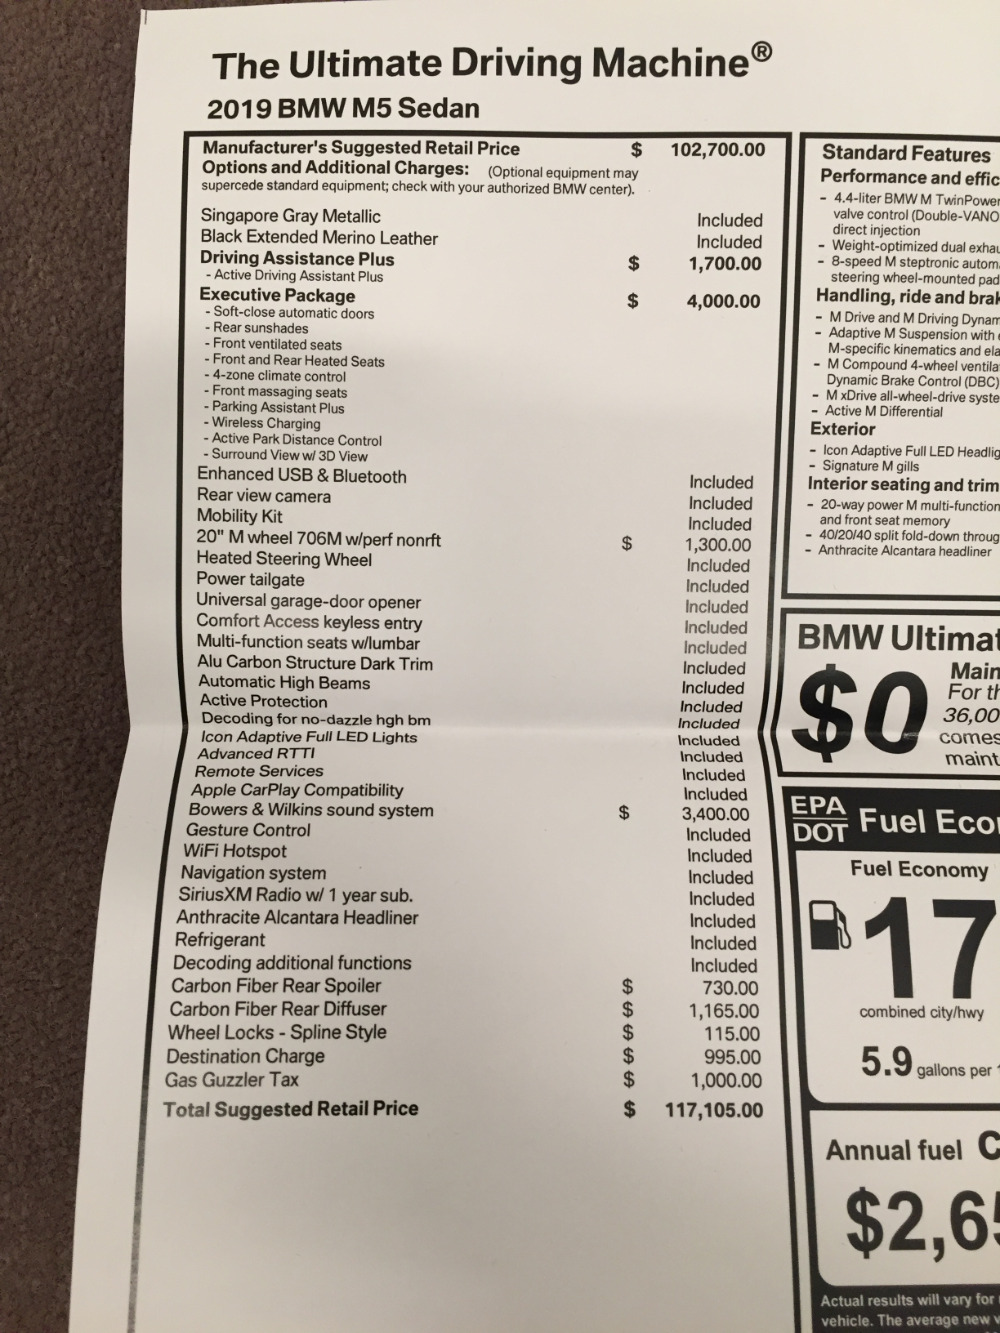 The Ultimate Driving Machine®
2019 BMW M5 Sedan
Manufacturer's Suggested Retail Price $ 102,700.00
Options and Additional Charges: (Optional equipment may
supercede standard equipment; check with your authorized BMW center).
Singapore Gray Metallic Included
Black Extended Merino Leather Included
Driving Assistance Plus $ 1,700.00
- Active Driving Assistant Plus
Executive Package $ 4,000.00
- Soft-close automatic doors
- Rear sunshades
- Front ventilated seats
- Front and Rear Heated Seats
- 4-zone climate control
- Front massaging seats
- Parking Assistant Plus
- Wireless Charging
- Active Park Distance Control
- Surround View w/ 3D View
Enhanced USB & Bluetooth Included
Rear view camera Included
Mobility Kit Included
20" M wheel 706M w/perf nonrft $ 1,300.00
Heated Steering Wheel Included
Power tailgate Included
Universal garage-door opener Included
Comfort Access keyless entry Included
Multi-function seats w/lumbar Included
Alu Carbon Structure Dark Trim Included
Automatic High Beams Included
Active Protection Included
Decoding for no-dazzle hgh bm Included
Icon Adaptive Full LED Lights Included
Advanced RTTI Included
Remote Services Included
Apple CarPlay Compatibility Included
Bowers & Wilkins sound system $ 3,400.00
Gesture Control Included
WiFi Hotspot Included
Navigation system Included
SiriusXM Radio w/ 1 year sub. Included
Anthracite Alcantara Headliner Included
Refrigerant Included
Decoding additional functions Included
Carbon Fiber Rear Spoiler $ 730.00
Carbon Fiber Rear Diffuser $ 1,165.00
Wheel Locks - Spline Style $ 115.00
Destination Charge $ 995.00
Gas Guzzler Tax $ 1,000.00
Total Suggested Retail Price $ 117,105.00
Standard Features
Performance and effic
- 4.4-liter BMW M TwinPower
valve control (Double-VANO
direct injection
- Weight-optimized dual exhau
- 8-speed M steptronic autom
steering wheel-mounted pad
Handling, ride and brak
- M Drive and M Driving Dynam
- Adaptive M Suspension with
M-specific kinematics and ela
- M Compound 4-wheel ventila
Dynamic Brake Control (DBC)
- M xDrive all-wheel-drive syste
- Active M Differential
Exterior
- Icon Adaptive Full LED Headlig
- Signature M gills
Interior seating and trim
- 20-way power M multi-function
and front seat memory
- 40/20/40 split fold-down throug
- Anthracite Alcantara headliner
BMW Ultimat
$0
Main
For th
36,00
comes
maint
EPA
DOT Fuel Econ
Fuel Economy
17
combined city/hwy
5.9 gallons per 1
Annual fuel C
$2,65
Actual results will vary for
vehicle. The average new v